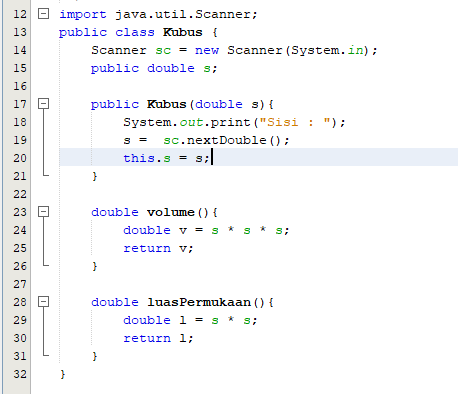 12 import java.util.Scanner;
13 public class Kubus {
14     Scanner sc = new Scanner(System.in);
15     public double s;
16
17     public Kubus(double s){
18         System.out.print("Sisi : ");
19         s =  sc.nextDouble();
20         this.s = s;
21     }
22
23     double volume(){
24         double v = s * s * s;
25         return v;
26     }
27
28     double luasPermukaan(){
29         double l = s * s;
30         return l;
31     }
32 }